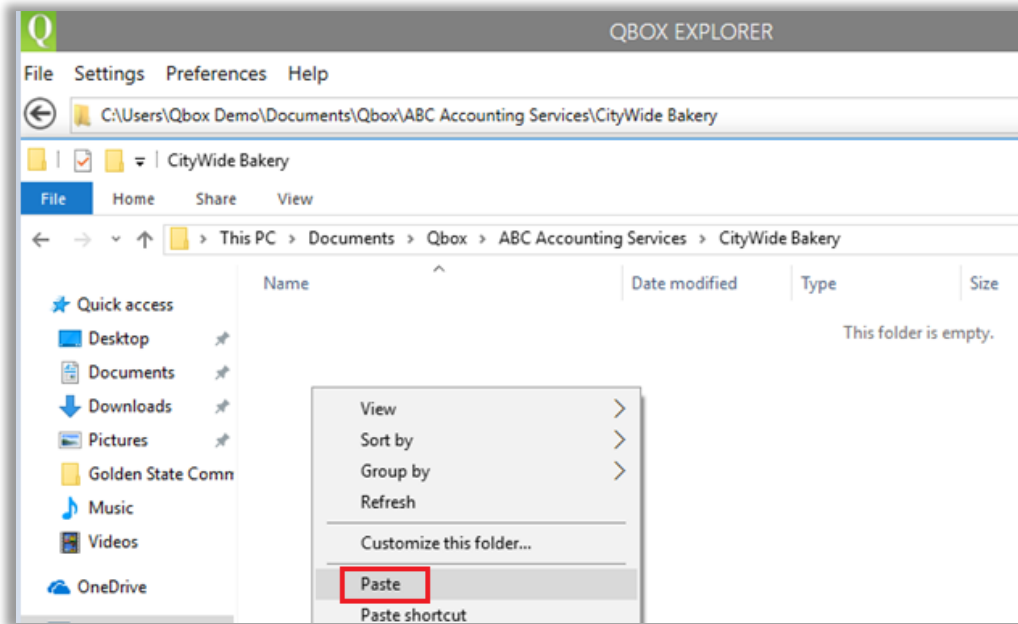 Q QBOX EXPLORER
File Settings Preferences Help
C:\Users\Qbox Demo\Documents\Qbox\ABC Accounting Services\CityWide Bakery
CityWide Bakery
File Home Share View
This PC > Documents > Qbox > ABC Accounting Services > CityWide Bakery
Name Date modified Type Size
This folder is empty.
Quick access
Desktop
Documents
Downloads
Pictures
Golden State Comm
Music
Videos
OneDrive
View
Sort by
Group by
Refresh
Customize this folder...
Paste
Paste shortcut